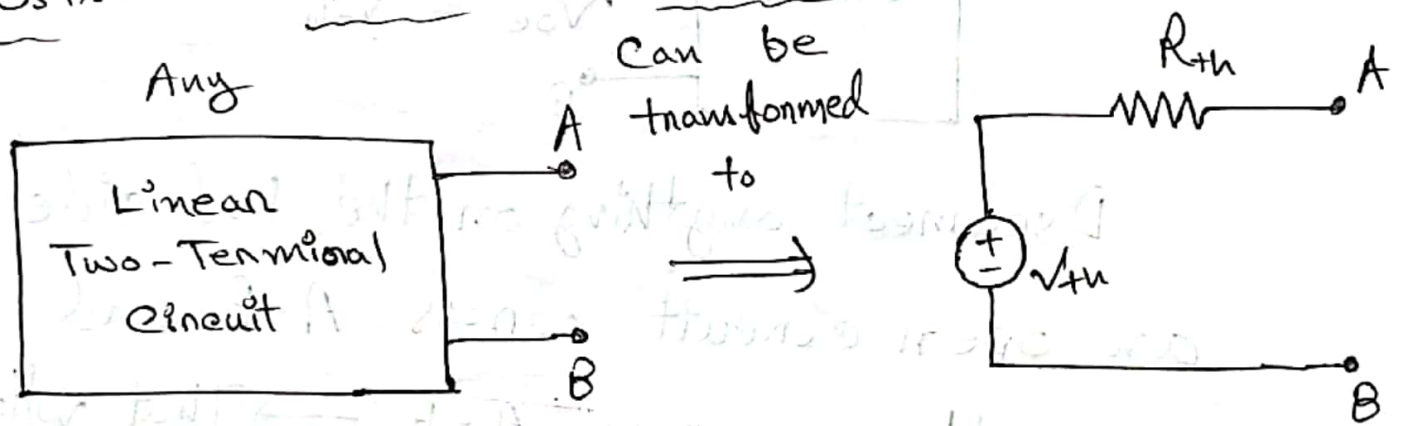 Any
Linear
Two-Terminal
Circuit
A
B
Can be
transformed
to
Rth
A
+
-
Vth
B